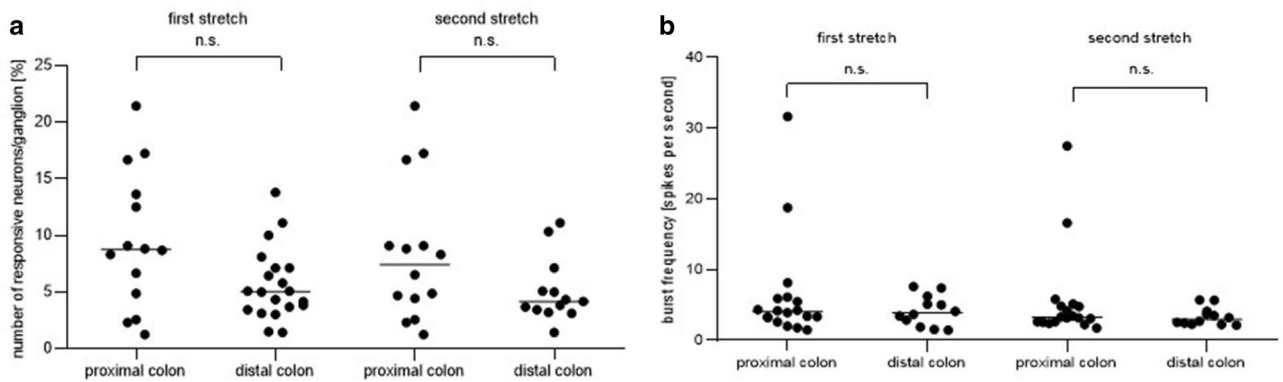 a
first stretch
second stretch
n.s.
n.s.
number of responsive neurons/ganglion [%]
25
20
15
10
5
0
proximal colon
distal colon
proximal colon
distal colon
b
first stretch
second stretch
n.s.
n.s.
burst frequency [spikes per second]
40
30
20
10
0
proximal colon
distal colon
proximal colon
distal colon